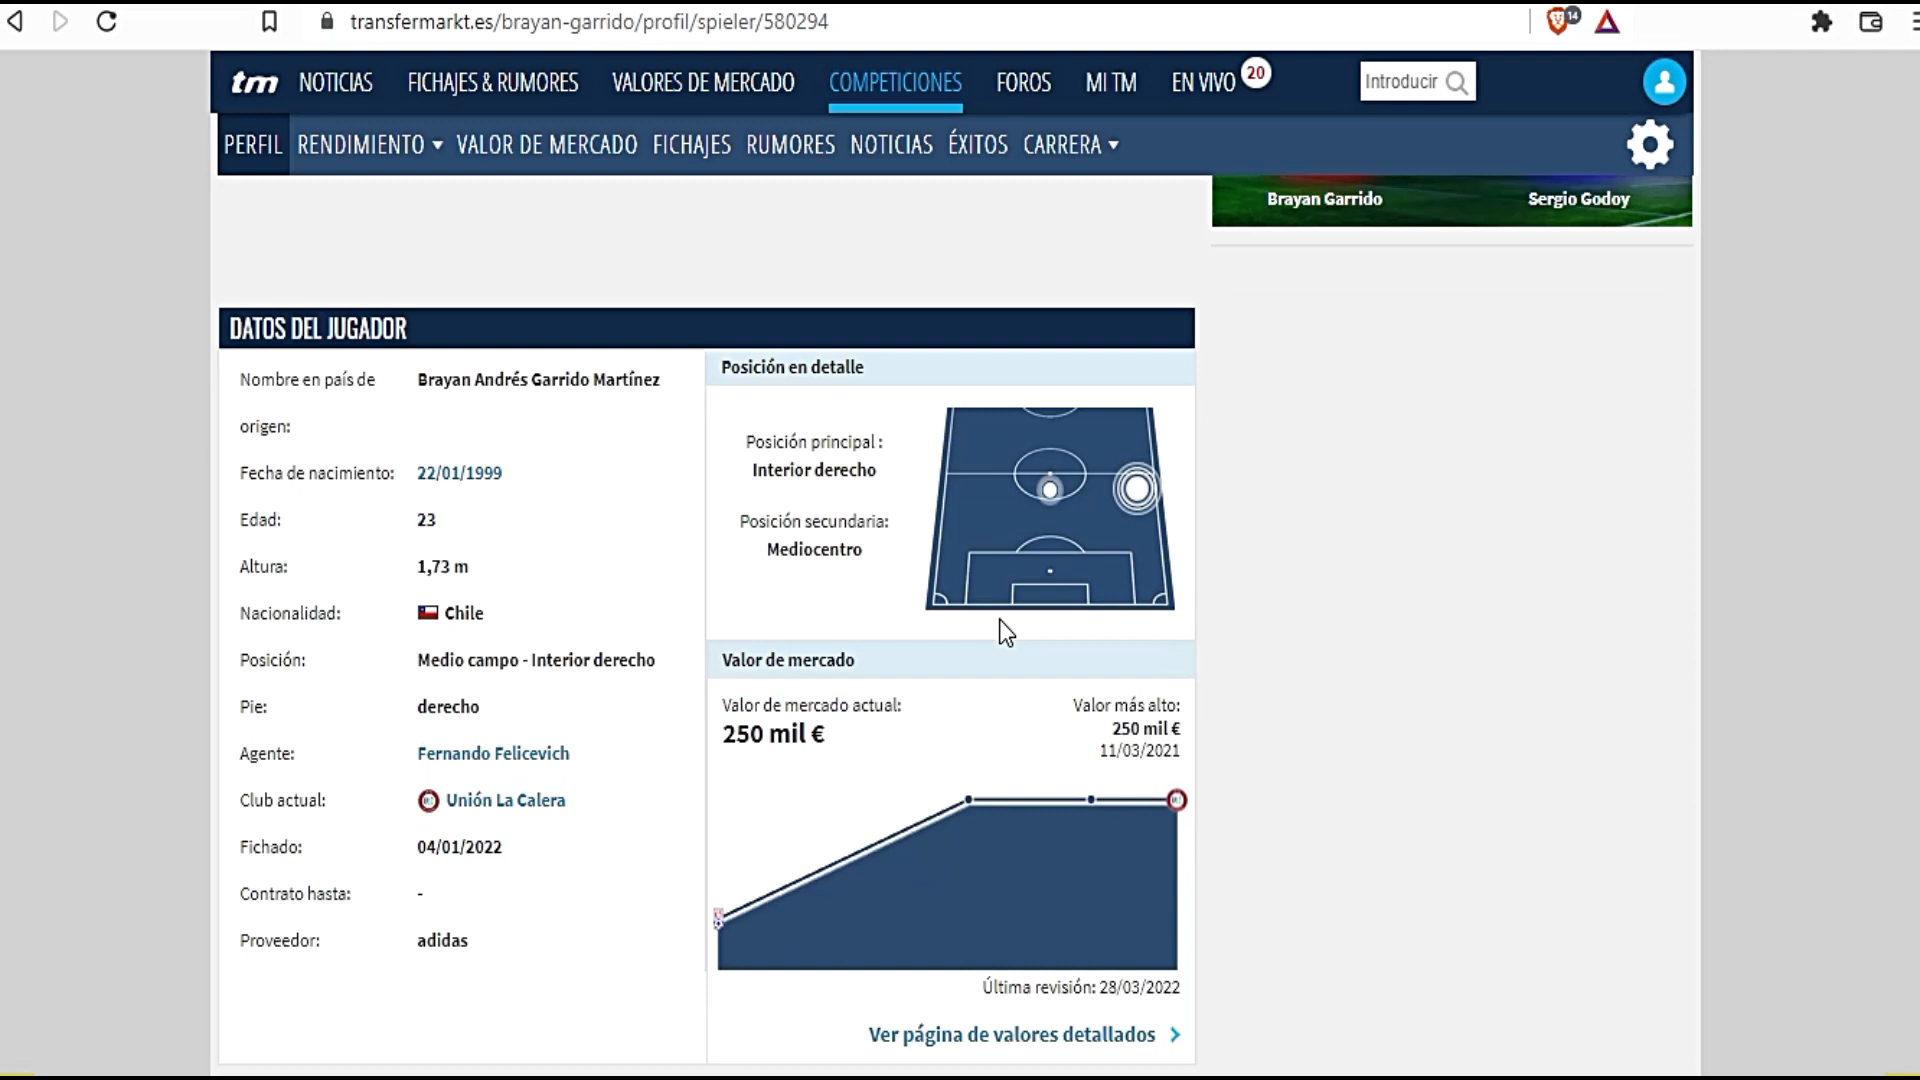 transfermarkt.es/brayan-garrido/profil/spieler/580294
14
tm NOTICIAS FICHAJES & RUMORES VALORES DE MERCADO COMPETICIONES FOROS MI TM EN VIVO 20 Introducir
PERFIL RENDIMIENTO VALOR DE MERCADO FICHAJES RUMORES NOTICIAS ÉXITOS CARRERA
Brayan Garrido Sergio Godoy
DATOS DEL JUGADOR
Nombre en país de origen: Brayan Andrés Garrido Martínez
Fecha de nacimiento: 22/01/1999
Edad: 23
Altura: 1,73 m
Nacionalidad: Chile
Posición: Medio campo - Interior derecho
Pie: derecho
Agente: Fernando Felicevich
Club actual: Unión La Calera
Fichado: 04/01/2022
Contrato hasta: -
Proveedor: adidas
Posición en detalle
Posición principal :
Interior derecho
Posición secundaria:
Mediocentro
Valor de mercado
Valor de mercado actual:
250 mil €
Valor más alto:
250 mil €
11/03/2021
Última revisión: 28/03/2022
Ver página de valores detallados